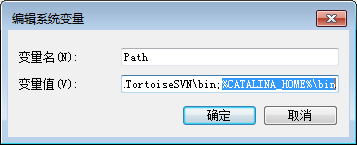 编辑系统变量
变量名(N):
Path
变量值(V):
.TortoiseSVN\bin;%CATALINA_HOME%\bin
确定
取消